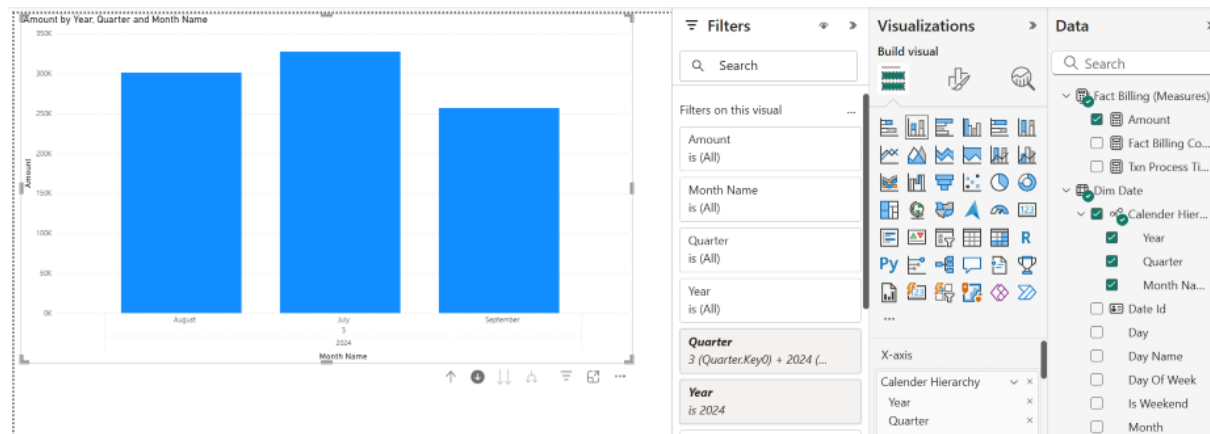 Amount by Year, Quarter and Month Name
350K
300K
250K
200K
150K
100K
50K
0K
Amount
August
July
September
3
2024
Month Name
Filters
Search
Filters on this visual
...
Amount
is (All)
Month Name
is (All)
Quarter
is (All)
Year
is (All)
Quarter
3 (Quarter.Key0) + 2024 (...
Year
is 2024
Visualizations
Build visual
123
R
Py
...
X-axis
Calender Hierarchy
Year
Quarter
Data
Search
Fact Billing (Measures)
Amount
Fact Billing Co...
Txn Process Ti...
Dim Date
Calender Hier...
Year
Quarter
Month Na...
Date Id
Day
Day Name
Day Of Week
Is Weekend
Month